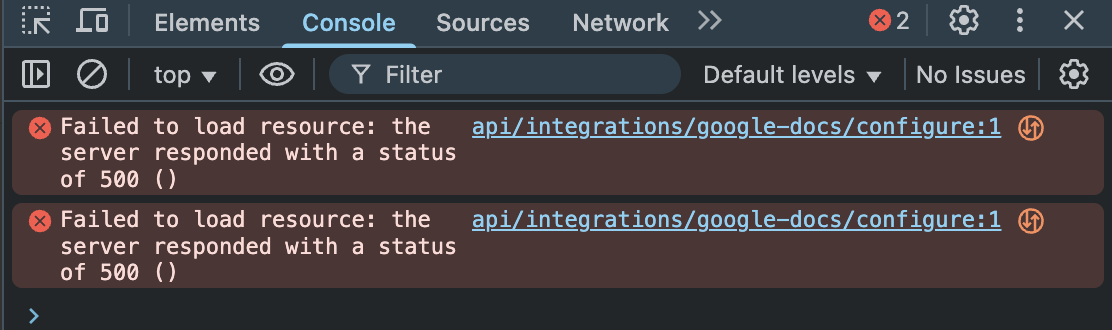 Elements Console Sources Network 2
top Filter Default levels No Issues
Failed to load resource: the api/integrations/google-docs/configure:1
server responded with a status
of 500 ()
Failed to load resource: the api/integrations/google-docs/configure:1
server responded with a status
of 500 ()